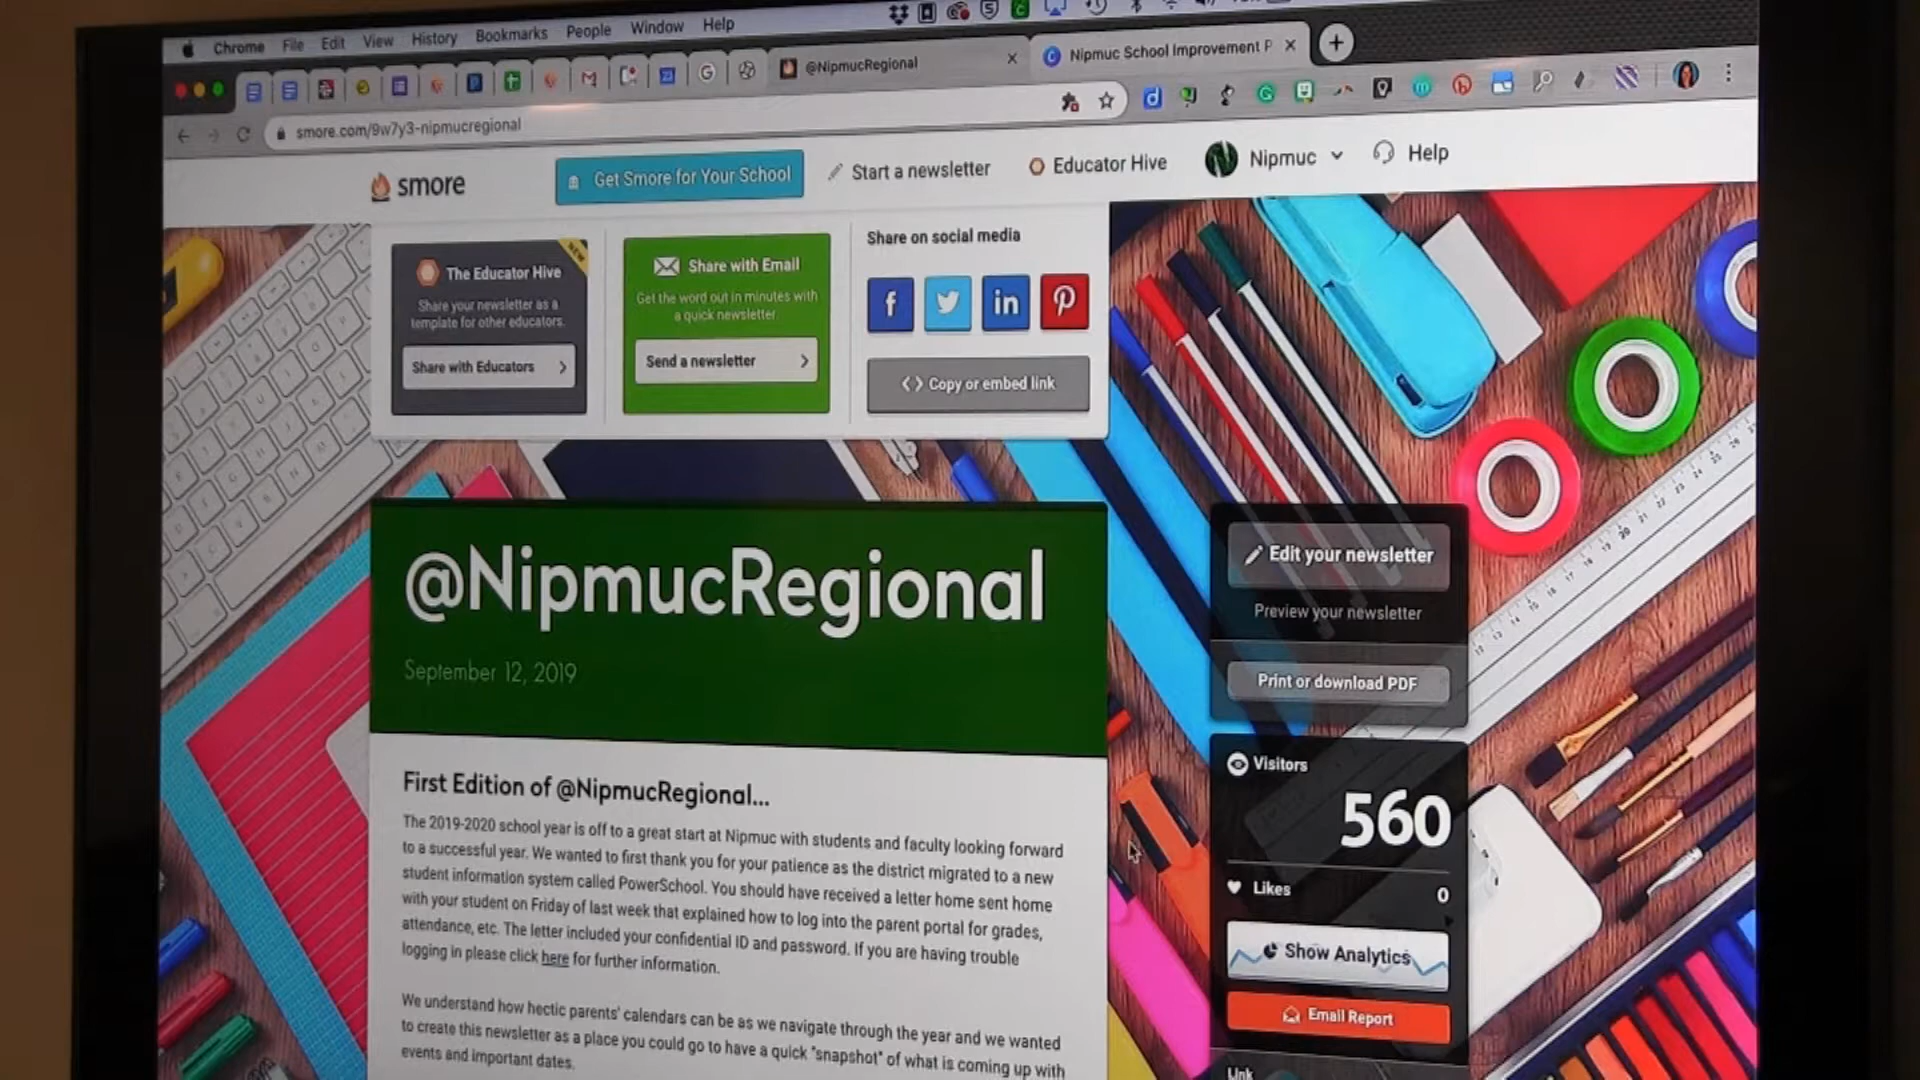 Chrome File Edit View History Bookmarks People Window Help
@NipmucRegional
Nipmuc School Improvement P
smore.com/9w7y3-nipmucregional
smore
Get Smore for Your School
Start a newsletter
Educator Hive
Nipmuc
Help
NEW
The Educator Hive
Share your newsletter as a
template for other educators.
Share with Educators
Share with Email
Get the word out in minutes with
a quick newsletter
Send a newsletter
Share on social media
Copy or embed link
@NipmucRegional
September 12, 2019
First Edition of @NipmucRegional...
The 2019-2020 school year is off to a great start at Nipmuc with students and faculty looking forward
to a successful year. We wanted to first thank you for your patience as the district migrated to a new
student information system called PowerSchool. You should have received a letter home sent home
with your student on Friday of last week that explained how to log into the parent portal for grades,
attendance, etc. The letter included your confidential ID and password. If you are having trouble
logging in please click here for further information.
We understand how hectic parents' calendars can be as we navigate through the year and we wanted
to create this newsletter as a place you could go to have a quick "snapshot" of what is coming up with
events and important dates.
Edit your newsletter
Preview your newsletter
Print or download PDF
Visitors
560
Likes 0
Show Analytics
Email Report
Link